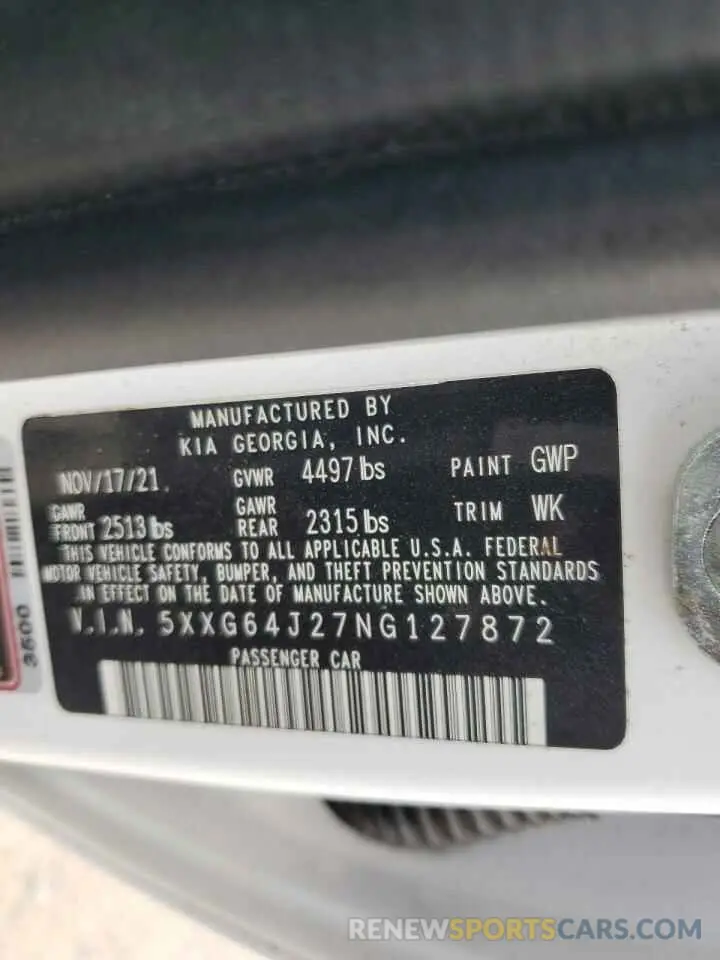 MANUFACTURED BY
KIA GEORGIA, INC.
NOV/17/21 GVWR 4497 lbs PAINT GWP
GAWR FRONT 2513 lbs GAWR REAR 2315 lbs TRIM WK
THIS VEHICLE CONFORMS TO ALL APPLICABLE U.S.A. FEDERAL
MOTOR VEHICLE SAFETY, BUMPER, AND THEFT PREVENTION STANDARDS
IN EFFECT ON THE DATE OF MANUFACTURE SHOWN ABOVE.
V.I.N. 5XXG64J27NG127872
PASSENGER CAR
3500
RENEWSPORTSCARS.COM